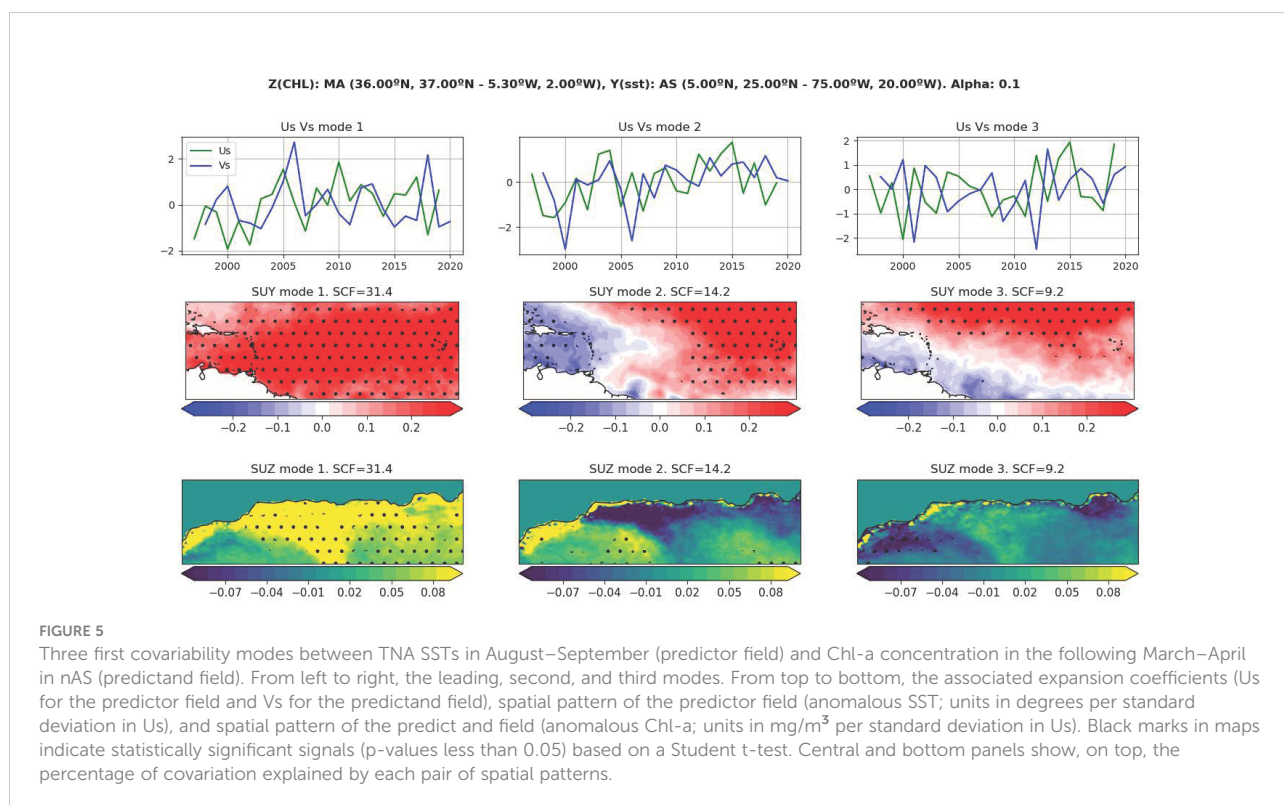 Z(CHL): MA (36.00ºN, 37.00ºN - 5.30ºW, 2.00ºW), Y(sst): AS (5.00ºN, 25.00ºN - 75.00ºW, 20.00ºW). Alpha: 0.1
Us Vs mode 1
Us Vs mode 2
Us Vs mode 3
Us
Vs
2
0
−2
2000 2005 2010 2015 2020
0
−2
2000 2005 2010 2015 2020
2
1
0
−1
−2
2000 2005 2010 2015 2020
SUY mode 1. SCF=31.4
SUY mode 2. SCF=14.2
SUY mode 3. SCF=9.2
−0.2 −0.1 0.0 0.1 0.2
−0.2 −0.1 0.0 0.1 0.2
−0.2 −0.1 0.0 0.1 0.2
SUZ mode 1. SCF=31.4
SUZ mode 2. SCF=14.2
SUZ mode 3. SCF=9.2
−0.07 −0.04 −0.01 0.02 0.05 0.08
−0.07 −0.04 −0.01 0.02 0.05 0.08
−0.07 −0.04 −0.01 0.02 0.05 0.08
FIGURE 5
Three first covariability modes between TNA SSTs in August–September (predictor field) and Chl-a concentration in the following March–April
in nAS (predictand field). From left to right, the leading, second, and third modes. From top to bottom, the associated expansion coefficients (Us
for the predictor field and Vs for the predictand field), spatial pattern of the predictor field (anomalous SST; units in degrees per standard
deviation in Us), and spatial pattern of the predict and field (anomalous Chl-a; units in mg/m³ per standard deviation in Us). Black marks in maps
indicate statistically significant signals (p-values less than 0.05) based on a Student t-test. Central and bottom panels show, on top, the
percentage of covariation explained by each pair of spatial patterns.